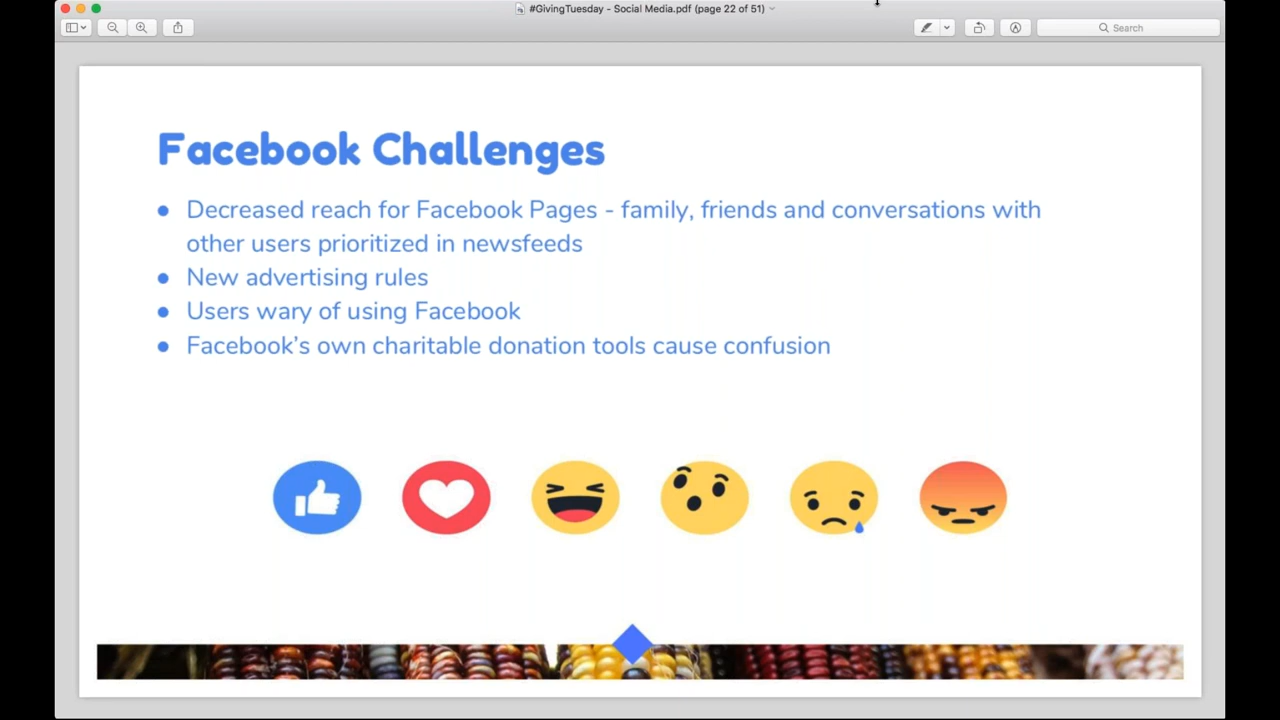 #GivingTuesday - Social Media.pdf (page 22 of 51)
Search
Facebook Challenges
● Decreased reach for Facebook Pages - family, friends and conversations with
other users prioritized in newsfeeds
● New advertising rules
● Users wary of using Facebook
● Facebook’s own charitable donation tools cause confusion